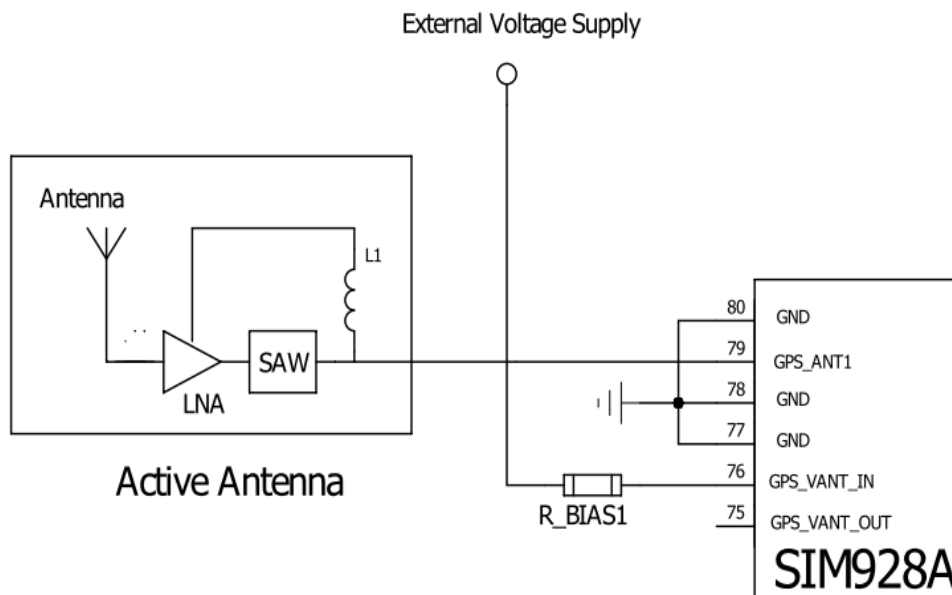 External Voltage Supply
Antenna
L1
LNA
SAW
Active Antenna
80 GND
79 GPS_ANT1
78 GND
77 GND
76 GPS_VANT_IN
75 GPS_VANT_OUT
R_BIAS1
SIM928A